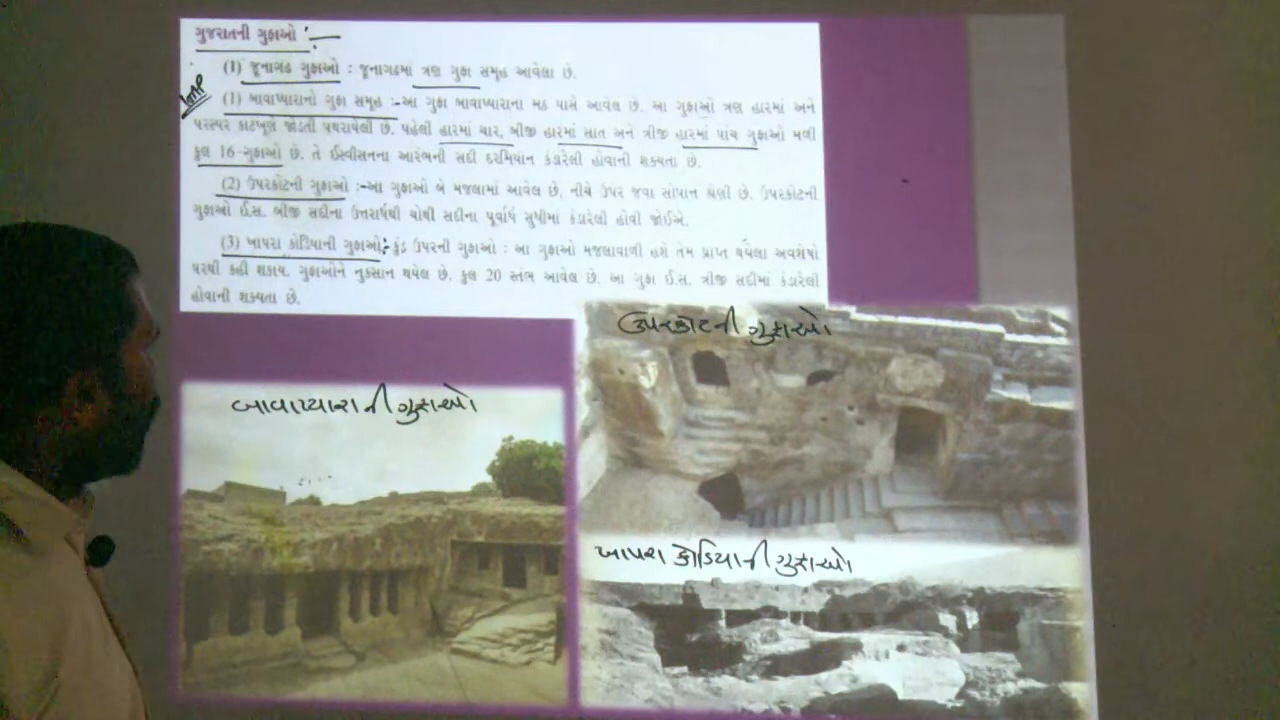 ગુજરાતની ગુફાઓ :-
(1) જૂનાગઢ ગુફાઓ : જૂનાગઢમાં ત્રણ ગુફા સમૂહ આવેલા છે.
IMP
(1) બાવાપ્યારાનો ગુફા સમૂહ :-આ ગુફા બાવાપ્યારાના મઠ પાસે આવેલ છે. આ ગુફાઓ ત્રણ હારમાં અને
પરસ્પર કાટખૂણે જોડતી પથરાયેલી છે. પહેલી હારમાં ચાર, બીજી હારમાં સાત અને ત્રીજી હારમાં પાંચ ગુફાઓ મળી
કુલ 16 ગુફાઓ છે. તે ઈસ્વીસનના આરંભની સદી દરમિયાન કંડારેલી હોવાની શક્યતા છે.
(2) ઉપરકોટની ગુફાઓ :-આ ગુફાઓ બે મજલામાં આવેલ છે, નીચે ઉપર જવા સોપાન શ્રેણી છે. ઉપરકોટની
ગુફાઓ ઈ.સ. બીજી સદીના ઉત્તરાર્ધથી ચોથી સદીના પૂર્વાર્ધ સુધીમાં કંડારેલી હોવી જોઈએ.
(3) ખાપરા કોડિયાની ગુફાઓ:- કુંડ ઉપરની ગુફાઓ : આ ગુફાઓ મજલાવાળી હશે તેમ પ્રાપ્ત થયેલા અવશેષો
પરથી કહી શકાય. ગુફાઓને નુકસાન થયેલ છે. કુલ 20 સ્તંભ આવેલ છે. આ ગુફા ઈ.સ. ત્રીજી સદીમાં કંડારેલી
હોવાની શક્યતા છે.
ઉપરકોટની ગુફાઓ
બાવાપ્યારાની ગુફાઓ
ખાપરા કોડિયાની ગુફાઓ